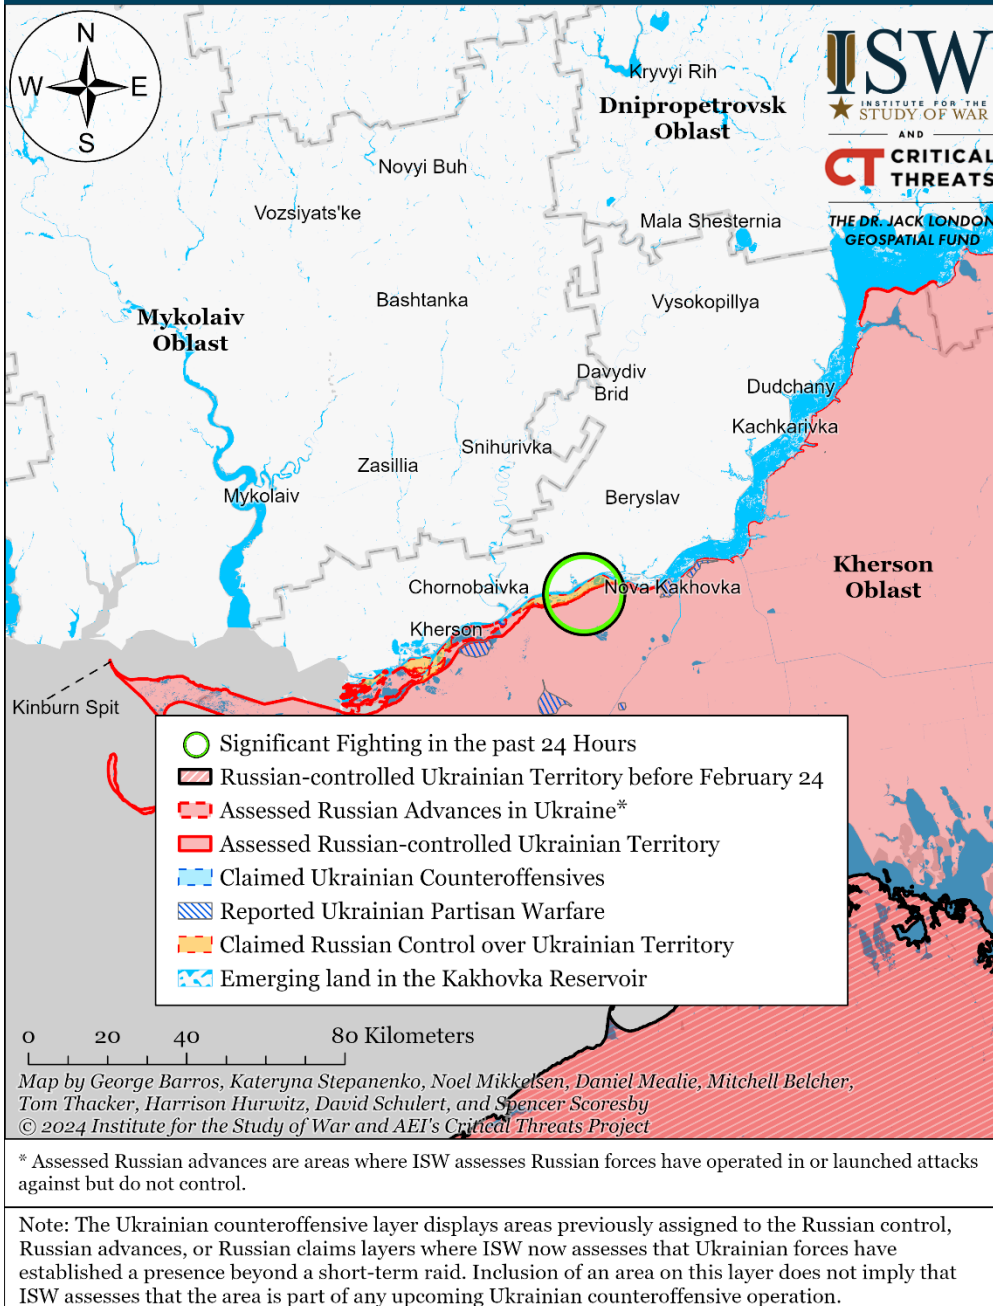 N
W E
S
ISW
INSTITUTE FOR THE
STUDY OF WAR
AND
CT CRITICAL
THREATS
THE DR. JACK LONDON
GEOSPATIAL FUND
Kryvyi Rih
Dnipropetrovsk
Oblast
Novyi Buh
Vozsiyats'ke
Mala Shesternia
Bashtanka
Vysokopillya
Mykolaiv
Oblast
Davydiv
Brid
Dudchany
Kachkarivka
Snihurivka
Zasillia
Mykolaiv
Beryslav
Kherson
Oblast
Chornobaivka
Nova Kakhovka
Kherson
Kinburn Spit
Significant Fighting in the past 24 Hours
Russian-controlled Ukrainian Territory before February 24
Assessed Russian Advances in Ukraine*
Assessed Russian-controlled Ukrainian Territory
Claimed Ukrainian Counteroffensives
Reported Ukrainian Partisan Warfare
Claimed Russian Control over Ukrainian Territory
Emerging land in the Kakhovka Reservoir
0 20 40 80 Kilometers
Map by George Barros, Kateryna Stepanenko, Noel Mikkelsen, Daniel Mealie, Mitchell Belcher,
Tom Thacker, Harrison Hurwitz, David Schulert, and Spencer Scoresby
© 2024 Institute for the Study of War and AEI's Critical Threats Project
* Assessed Russian advances are areas where ISW assesses Russian forces have operated in or launched attacks
against but do not control.
Note: The Ukrainian counteroffensive layer displays areas previously assigned to the Russian control,
Russian advances, or Russian claims layers where ISW now assesses that Ukrainian forces have
established a presence beyond a short-term raid. Inclusion of an area on this layer does not imply that
ISW assesses that the area is part of any upcoming Ukrainian counteroffensive operation.